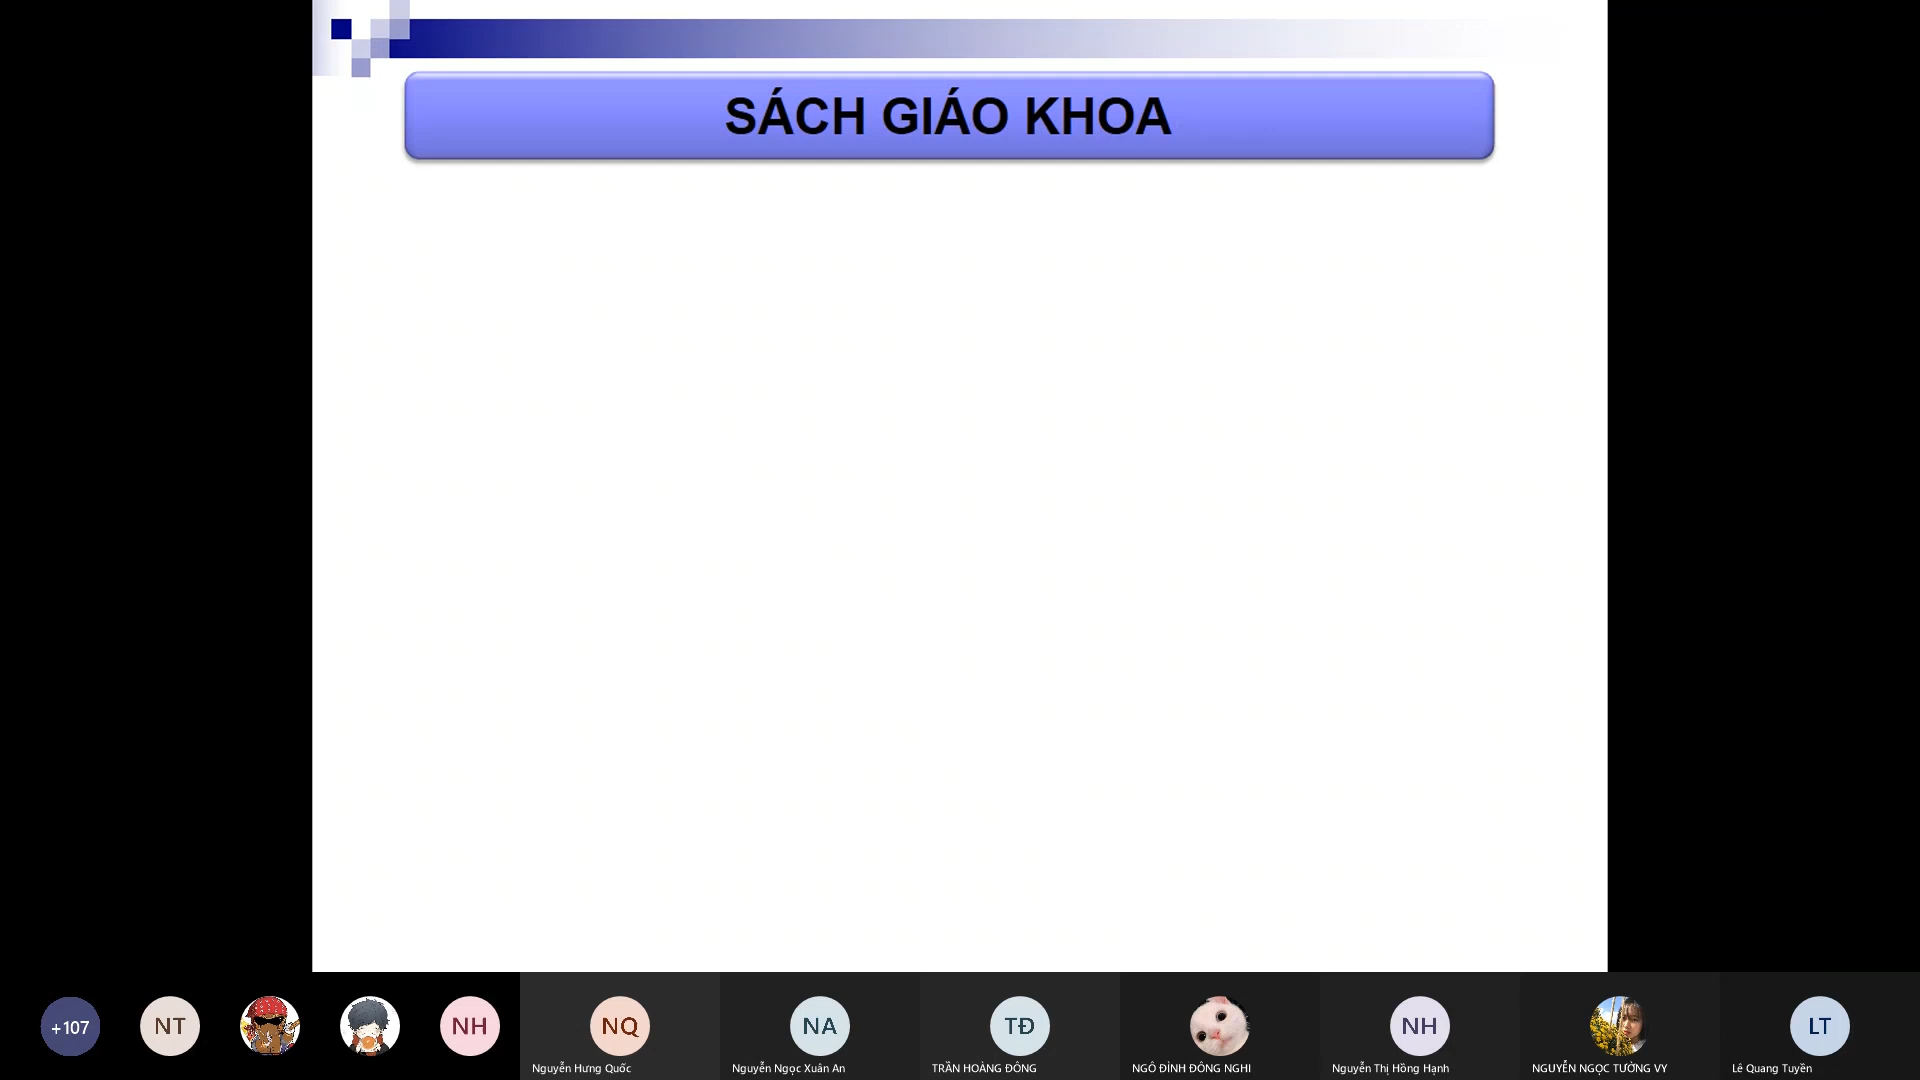 SÁCH GIÁO KHOA
+107
NT
NH
NQ
NA
TĐ
NH
LT
Nguyễn Hưng Quốc
Nguyễn Ngọc Xuân An
TRẦN HOÀNG ĐÔNG
NGÔ ĐÌNH ĐÔNG NGHI
Nguyễn Thị Hồng Hạnh
NGUYỄN NGỌC TƯỜNG VY
Lê Quang Tuyền